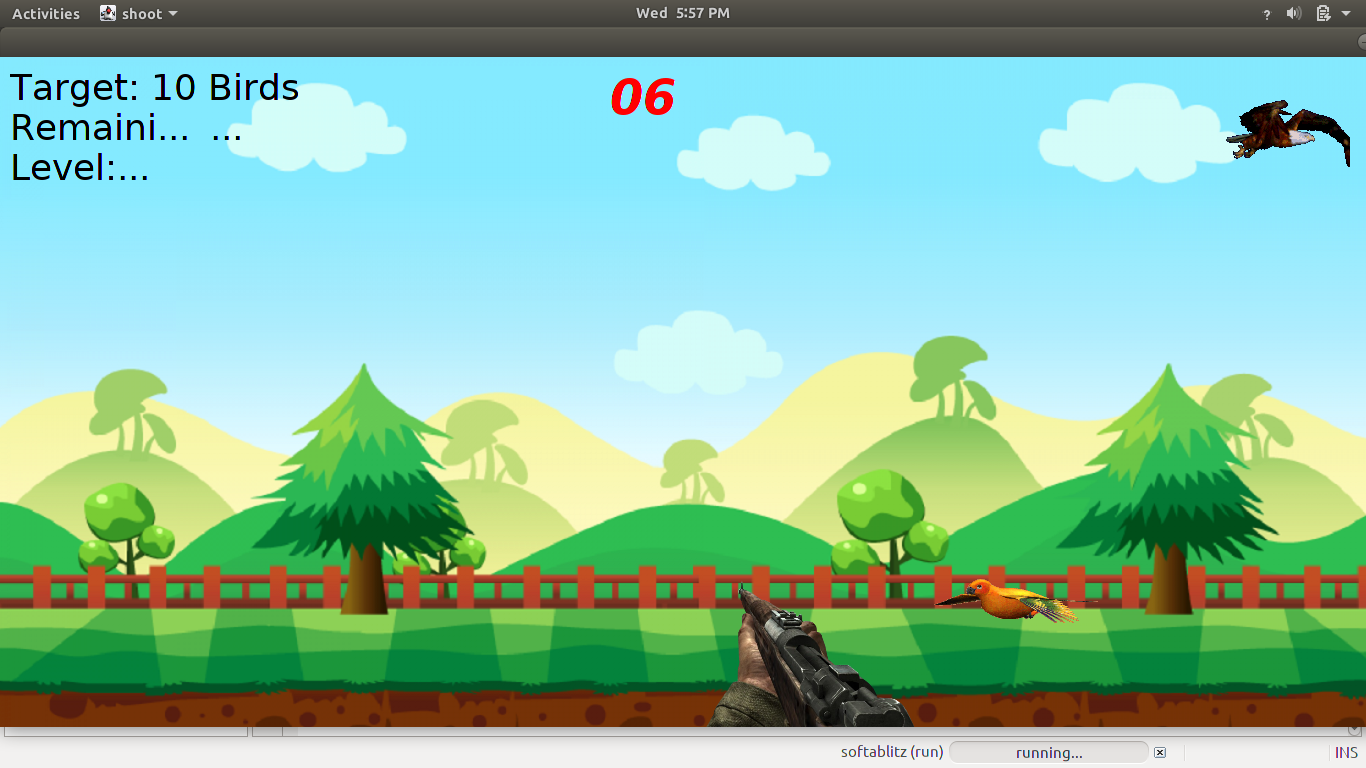 Activities shoot Wed 5:57 PM ?
Target: 10 Birds
06
Remaini... ...
Level:...
softablitz (run) running... INS